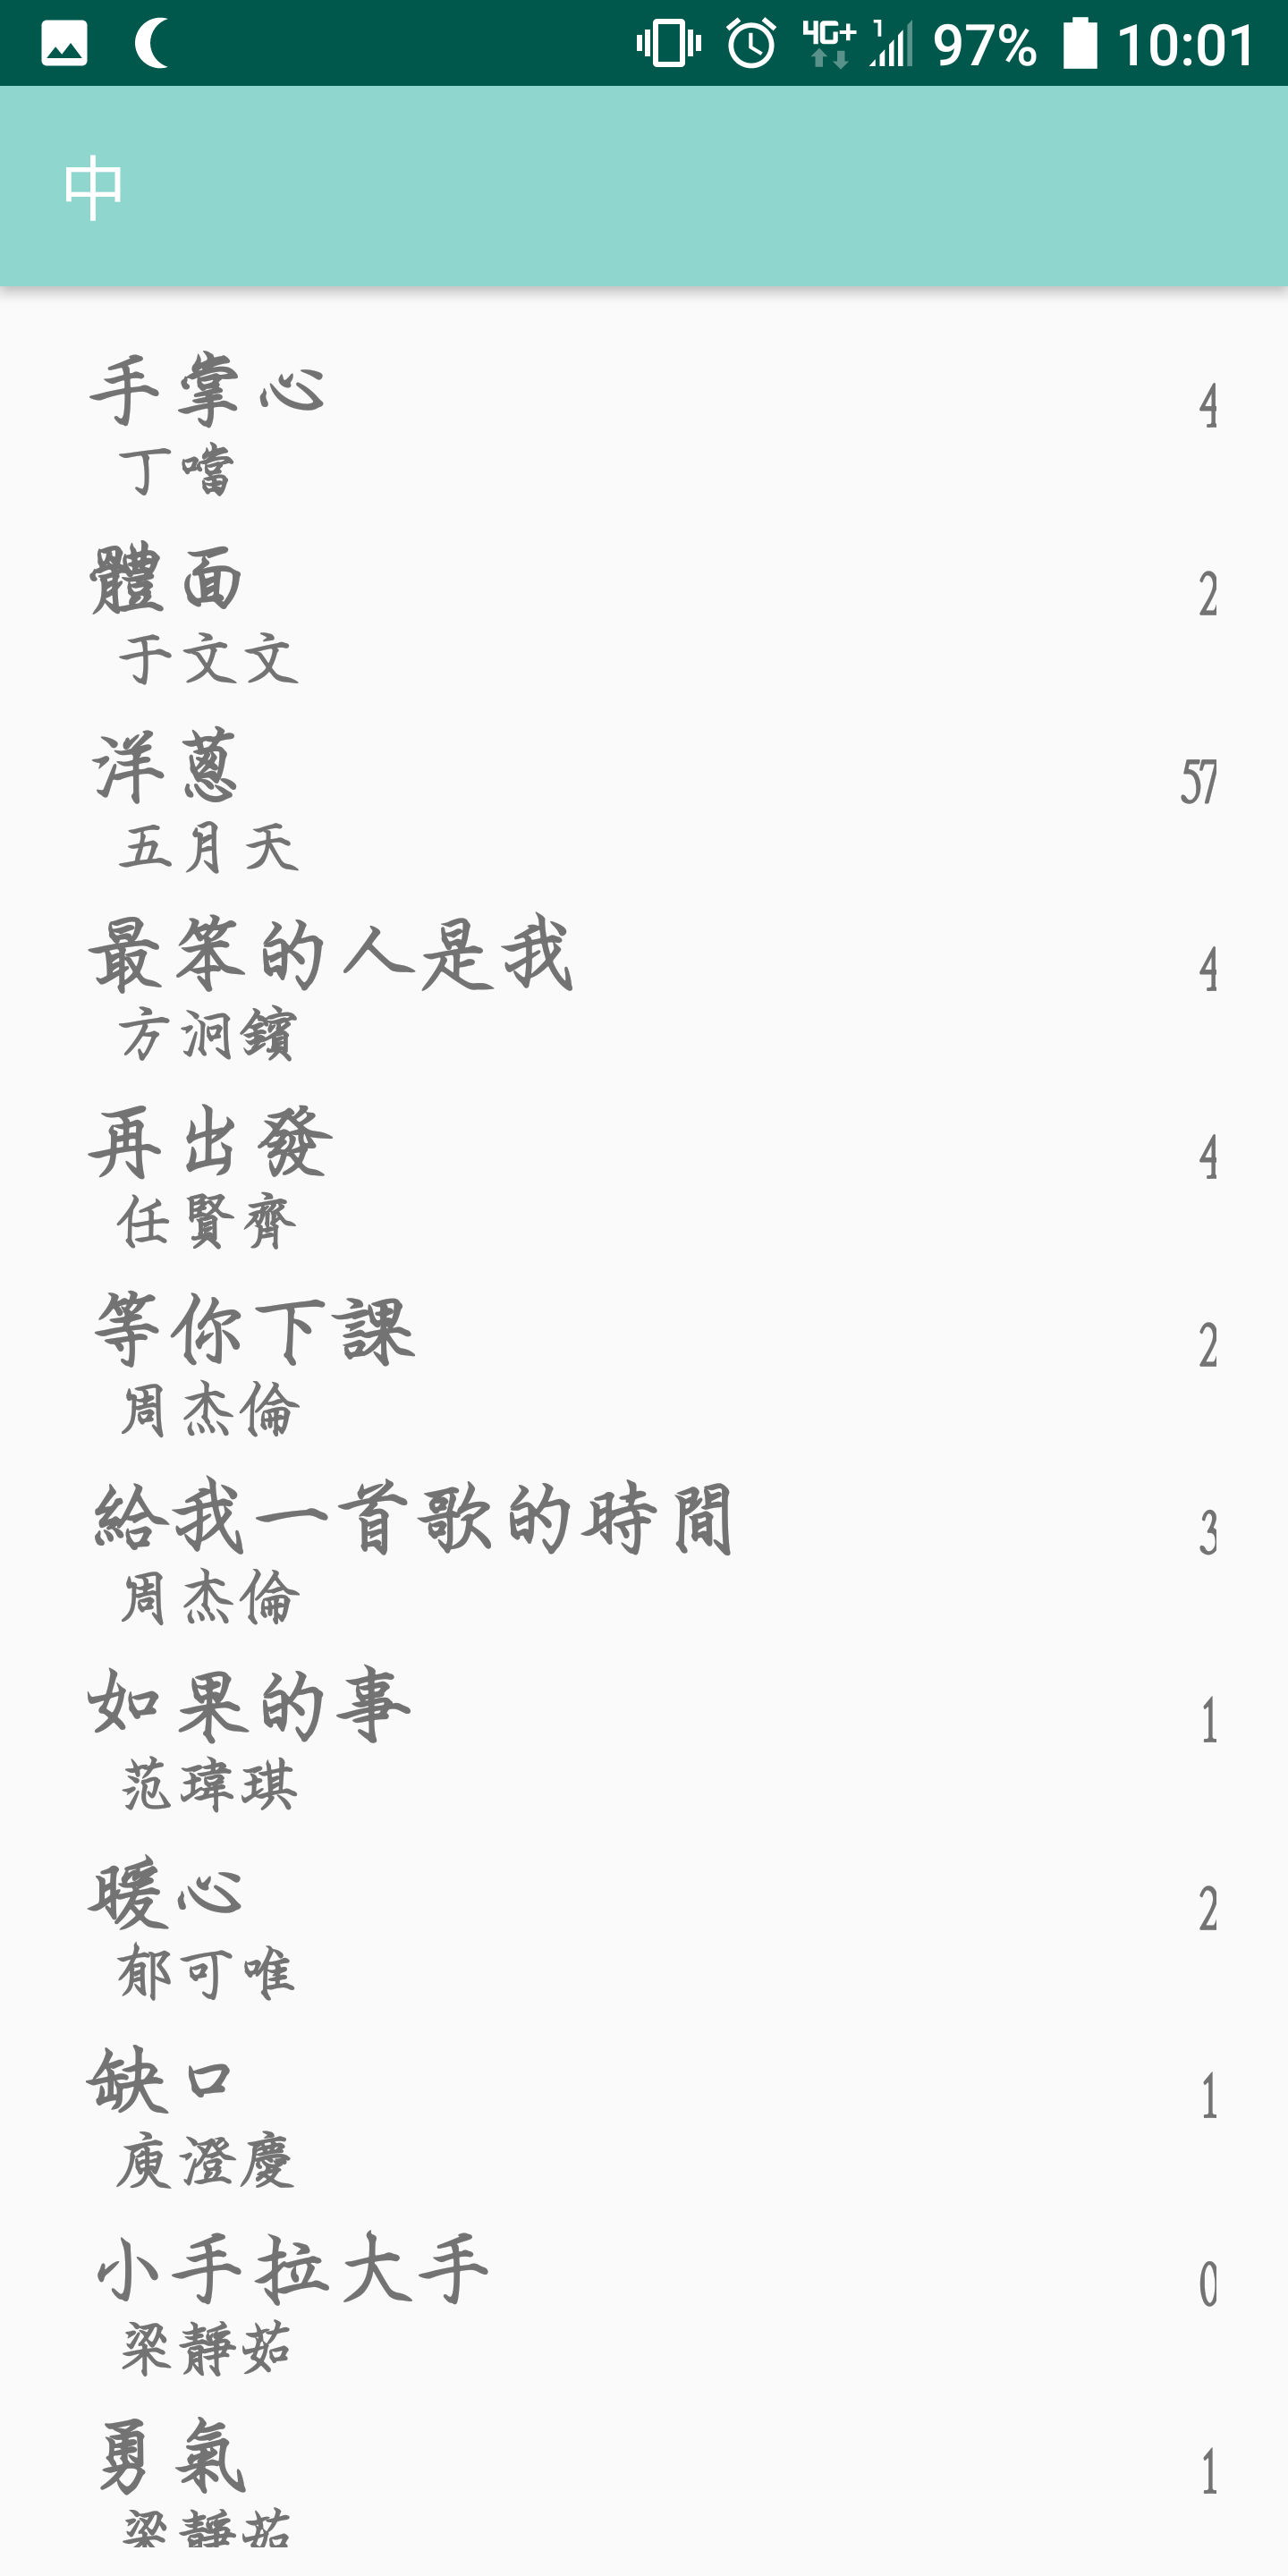 4G+ 1 97% 10:01
中
手掌心 4
丁噹
體面 2
于文文
洋蔥 57
五月天
最笨的人是我 4
方泂鑌
再出發 4
任賢齊
等你下課 2
周杰倫
給我一首歌的時間 3
周杰倫
如果的事 1
范瑋琪
暖心 2
郁可唯
缺口 1
庾澄慶
小手拉大手 0
梁靜茹
勇氣 1
梁靜茹